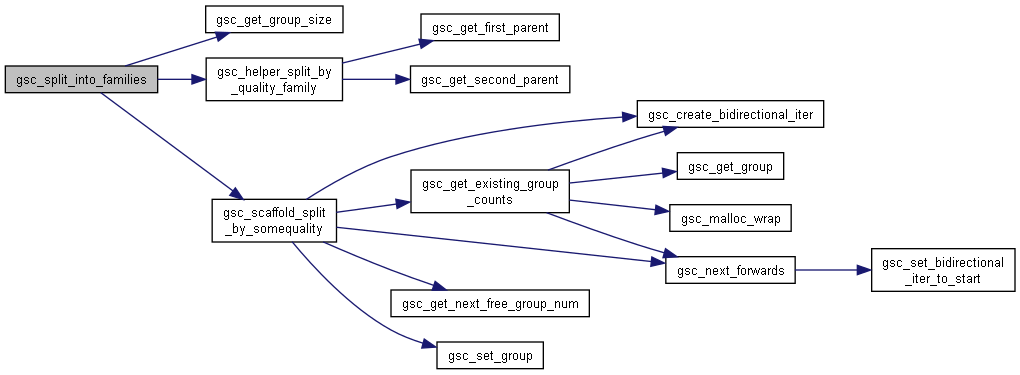 gsc_get_group_size
gsc_get_first_parent
gsc_split_into_families
gsc_helper_split_by
_quality_family
gsc_get_second_parent
gsc_create_bidirectional_iter
gsc_get_group
gsc_get_existing_group
_counts
gsc_malloc_wrap
gsc_scaffold_split
_by_somequality
gsc_next_forwards
gsc_set_bidirectional
_iter_to_start
gsc_get_next_free_group_num
gsc_set_group